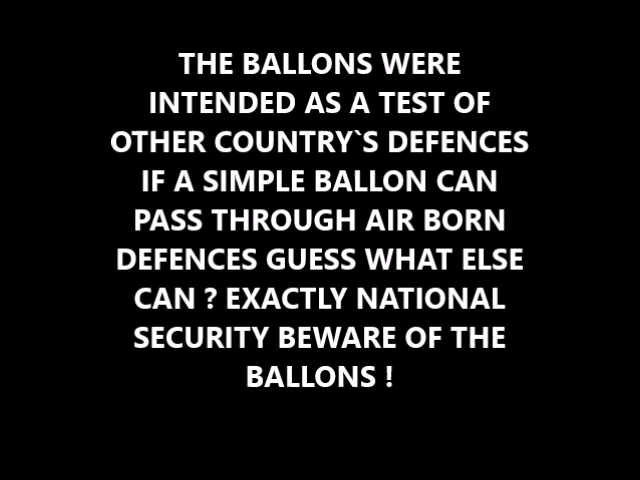 THE BALLONS WERE
INTENDED AS A TEST OF
OTHER COUNTRY`S DEFENCES
IF A SIMPLE BALLON CAN
PASS THROUGH AIR BORN
DEFENCES GUESS WHAT ELSE
CAN ? EXACTLY NATIONAL
SECURITY BEWARE OF THE
BALLONS !